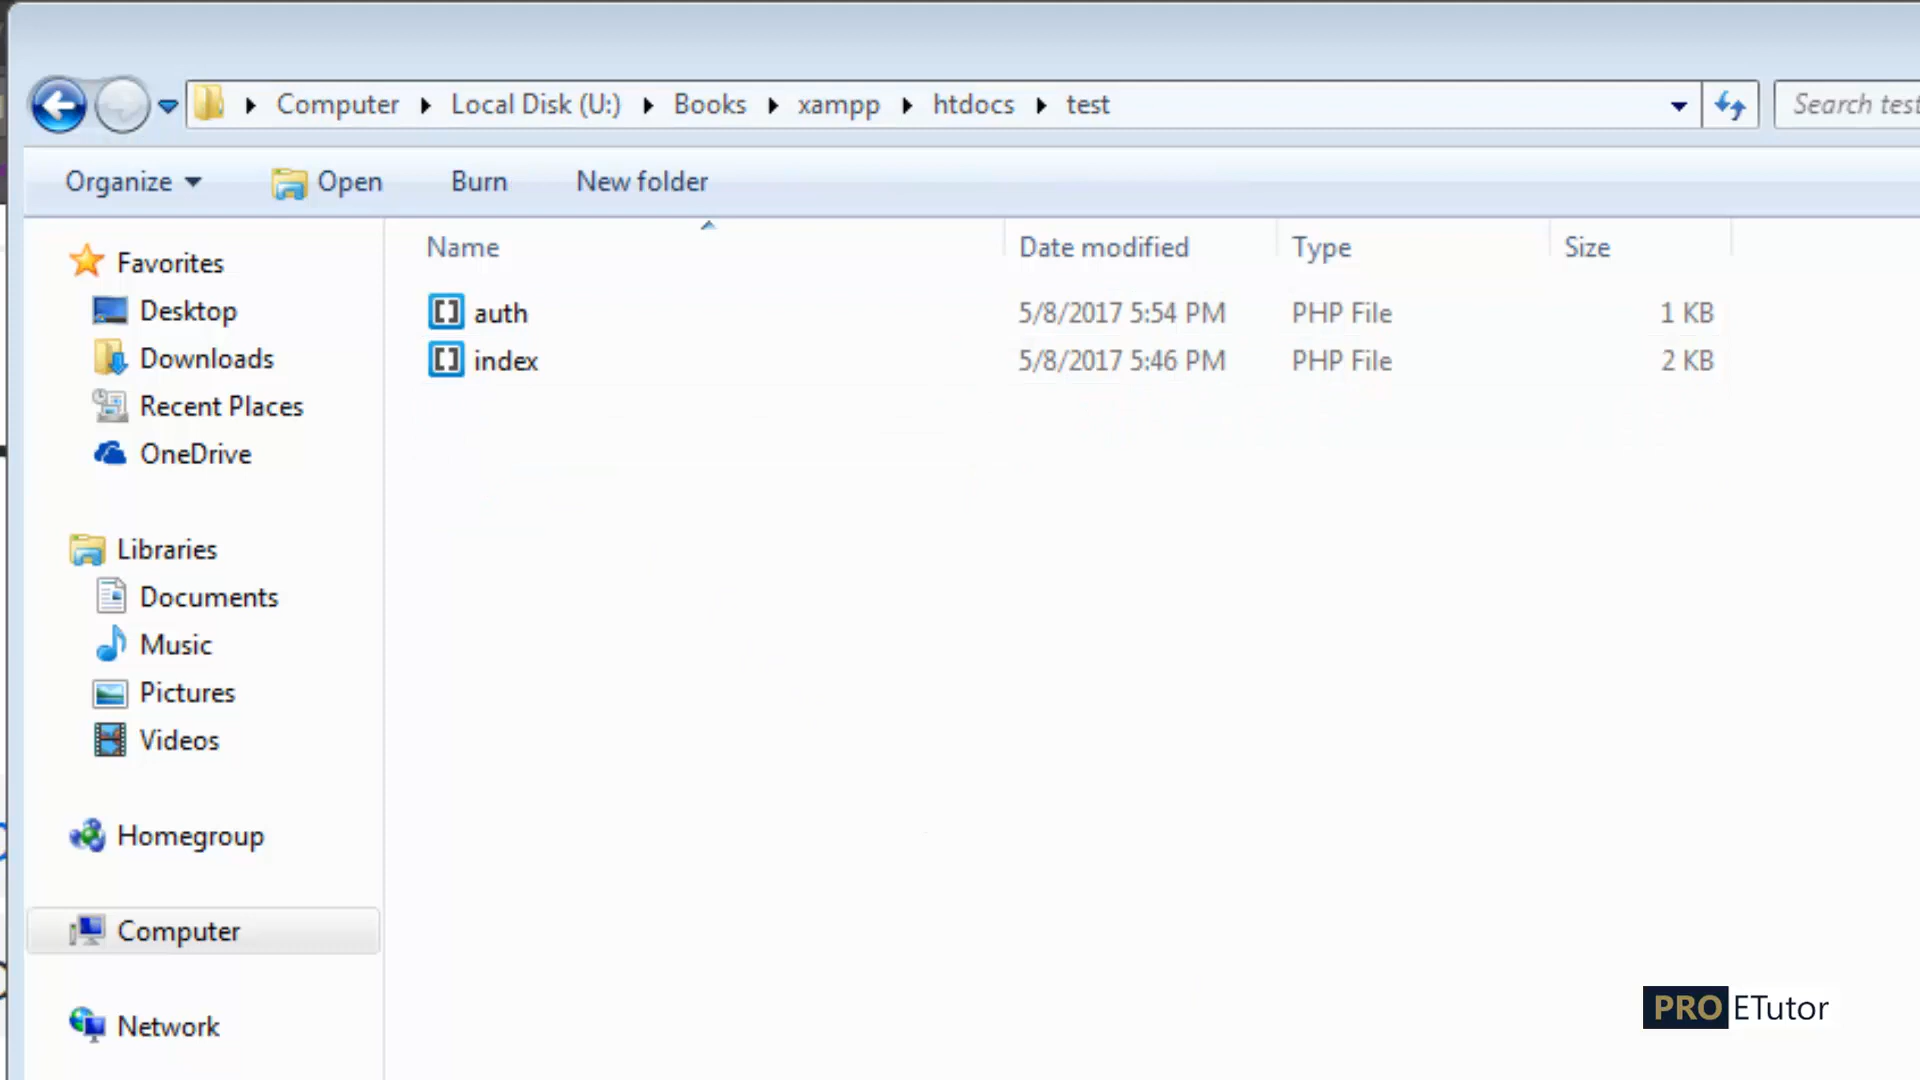 Computer Local Disk (U:) Books xampp htdocs test
Search test
Organize Open Burn New folder
Name Date modified Type Size
Favorites
auth 5/8/2017 5:54 PM PHP File 1 KB
Desktop
index 5/8/2017 5:46 PM PHP File 2 KB
Downloads
Recent Places
OneDrive
Libraries
Documents
Music
Pictures
Videos
Homegroup
Computer
Network
PRO ETutor